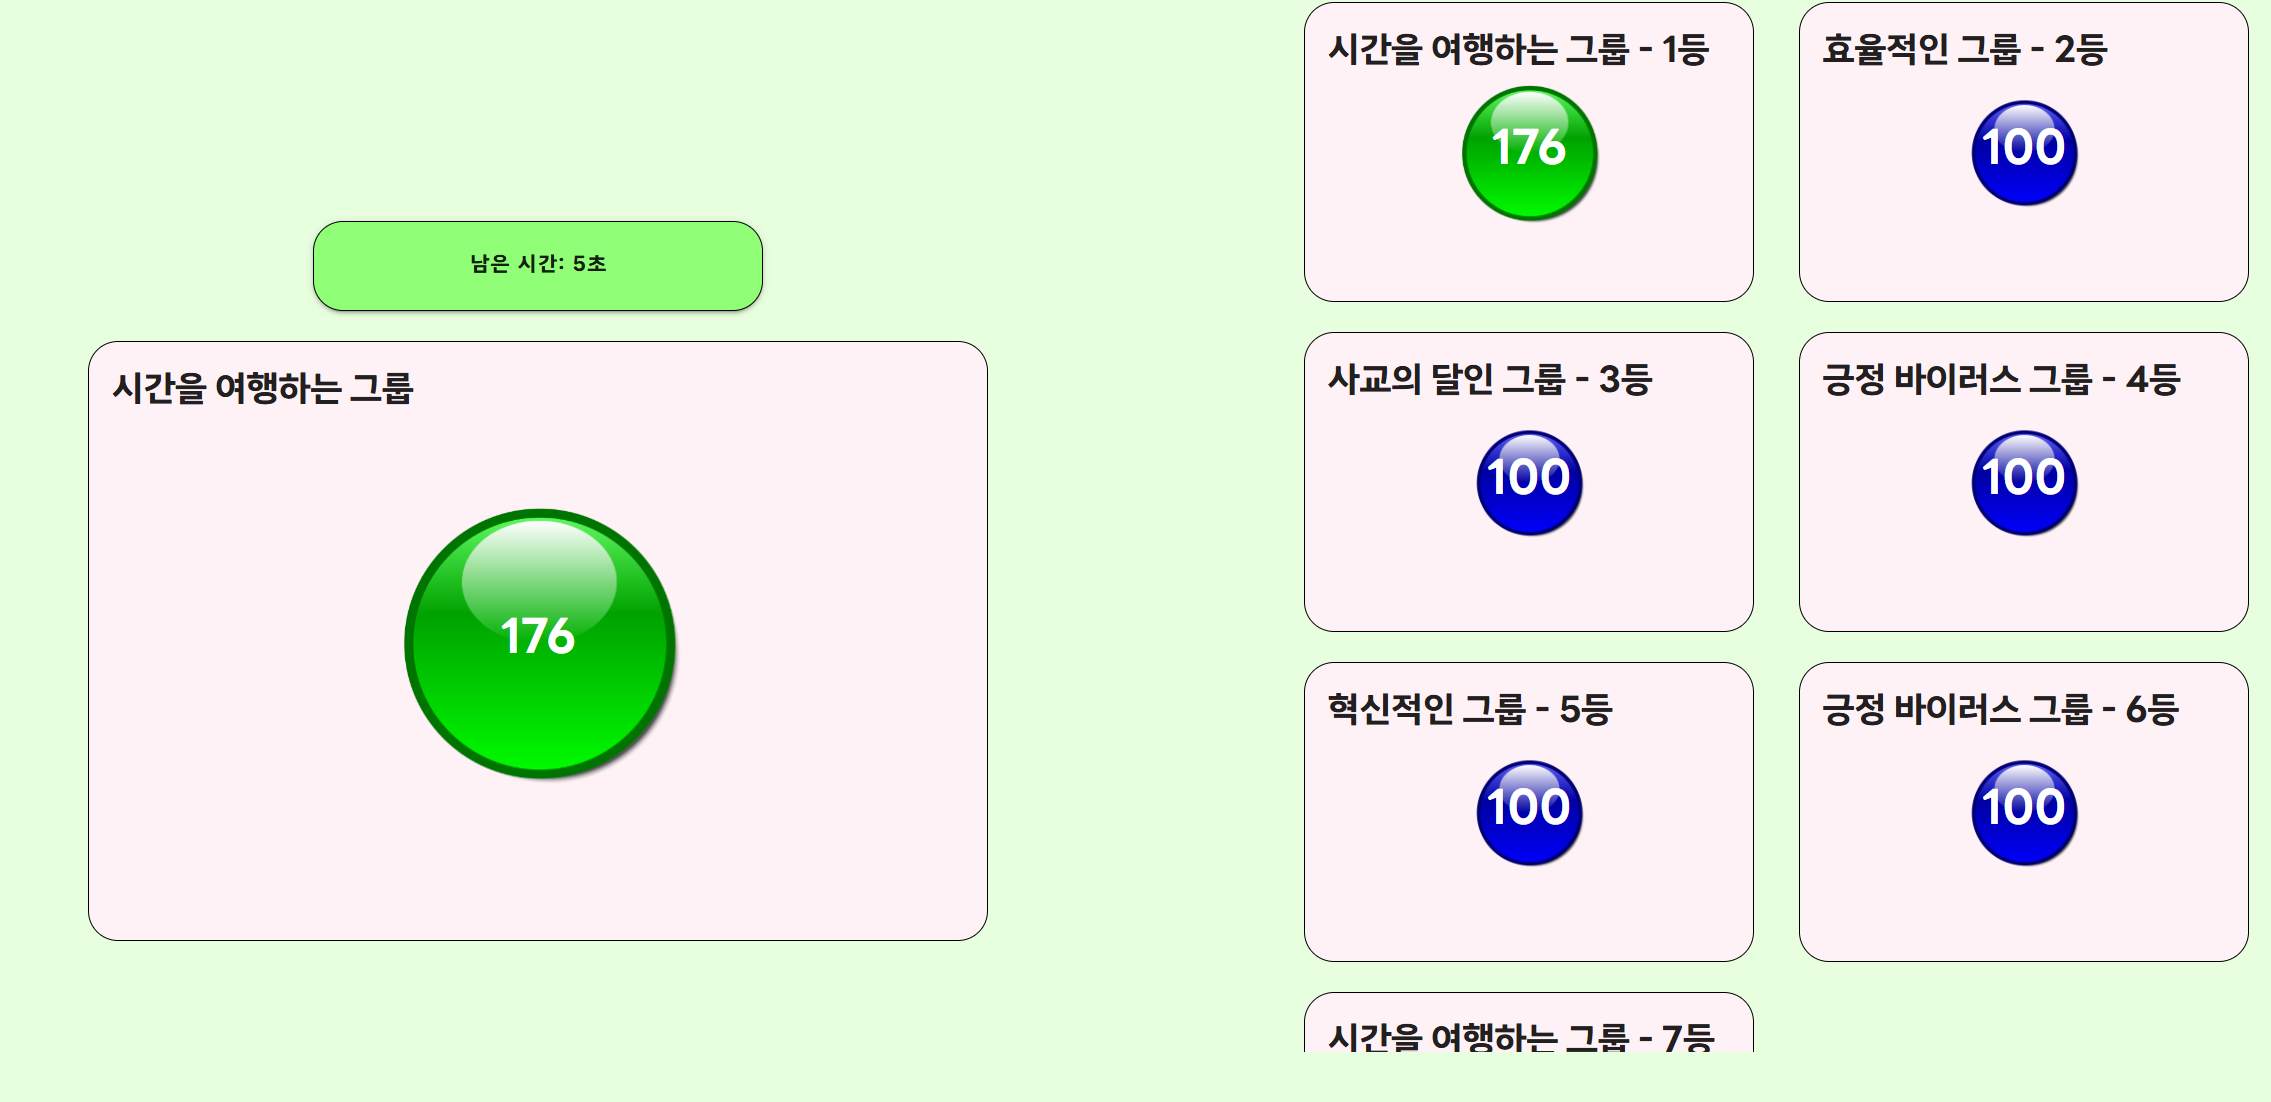 남은 시간: 5초
시간을 여행하는 그룹
176
시간을 여행하는 그룹 - 1등
176
효율적인 그룹 - 2등
100
사교의 달인 그룹 - 3등
100
긍정 바이러스 그룹 - 4등
100
혁신적인 그룹 - 5등
100
긍정 바이러스 그룹 - 6등
100
시간을 여행하는 그룹 - 7등